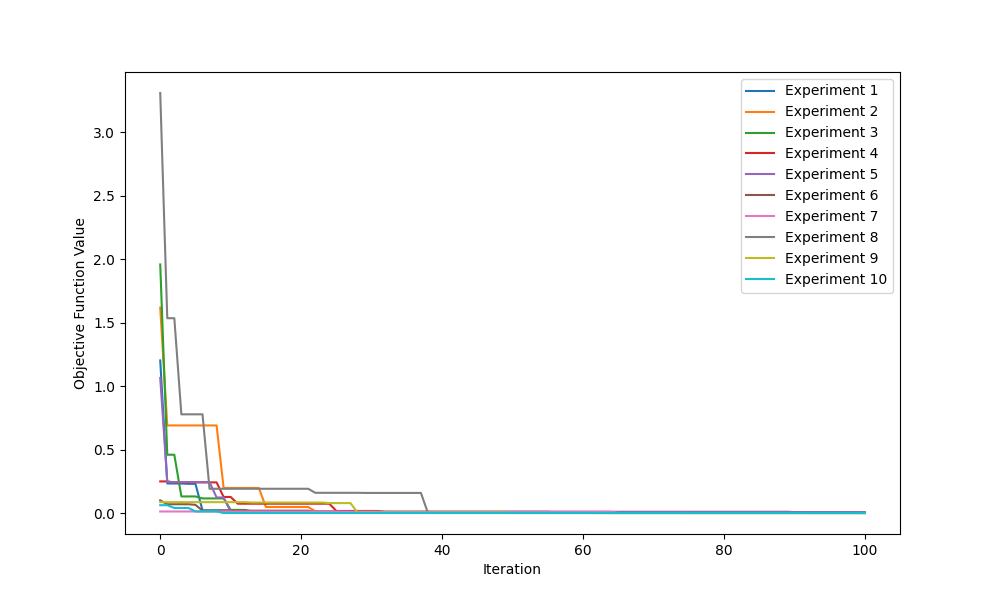 3.0
2.5
2.0
1.5
1.0
0.5
0.0
Objective Function Value
0
20
40
60
80
100
Iteration
Experiment 1
Experiment 2
Experiment 3
Experiment 4
Experiment 5
Experiment 6
Experiment 7
Experiment 8
Experiment 9
Experiment 10